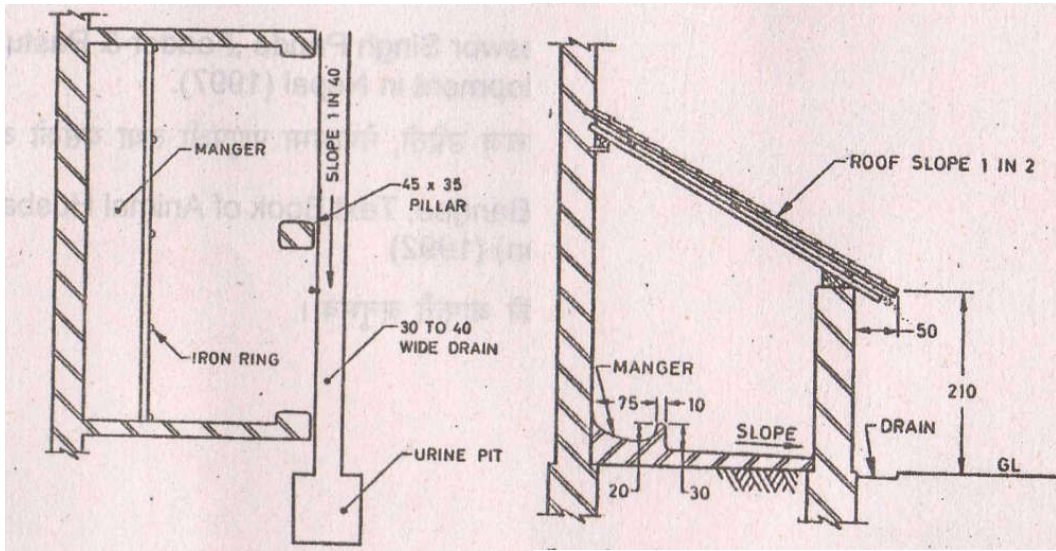 MANGER
SLOPE 1 IN 40
45 x 35
PILLAR
IRON RING
30 TO 40
WIDE DRAIN
URINE PIT
ROOF SLOPE 1 IN 2
50
210
MANGER
75
10
SLOPE
DRAIN
GL
20
30